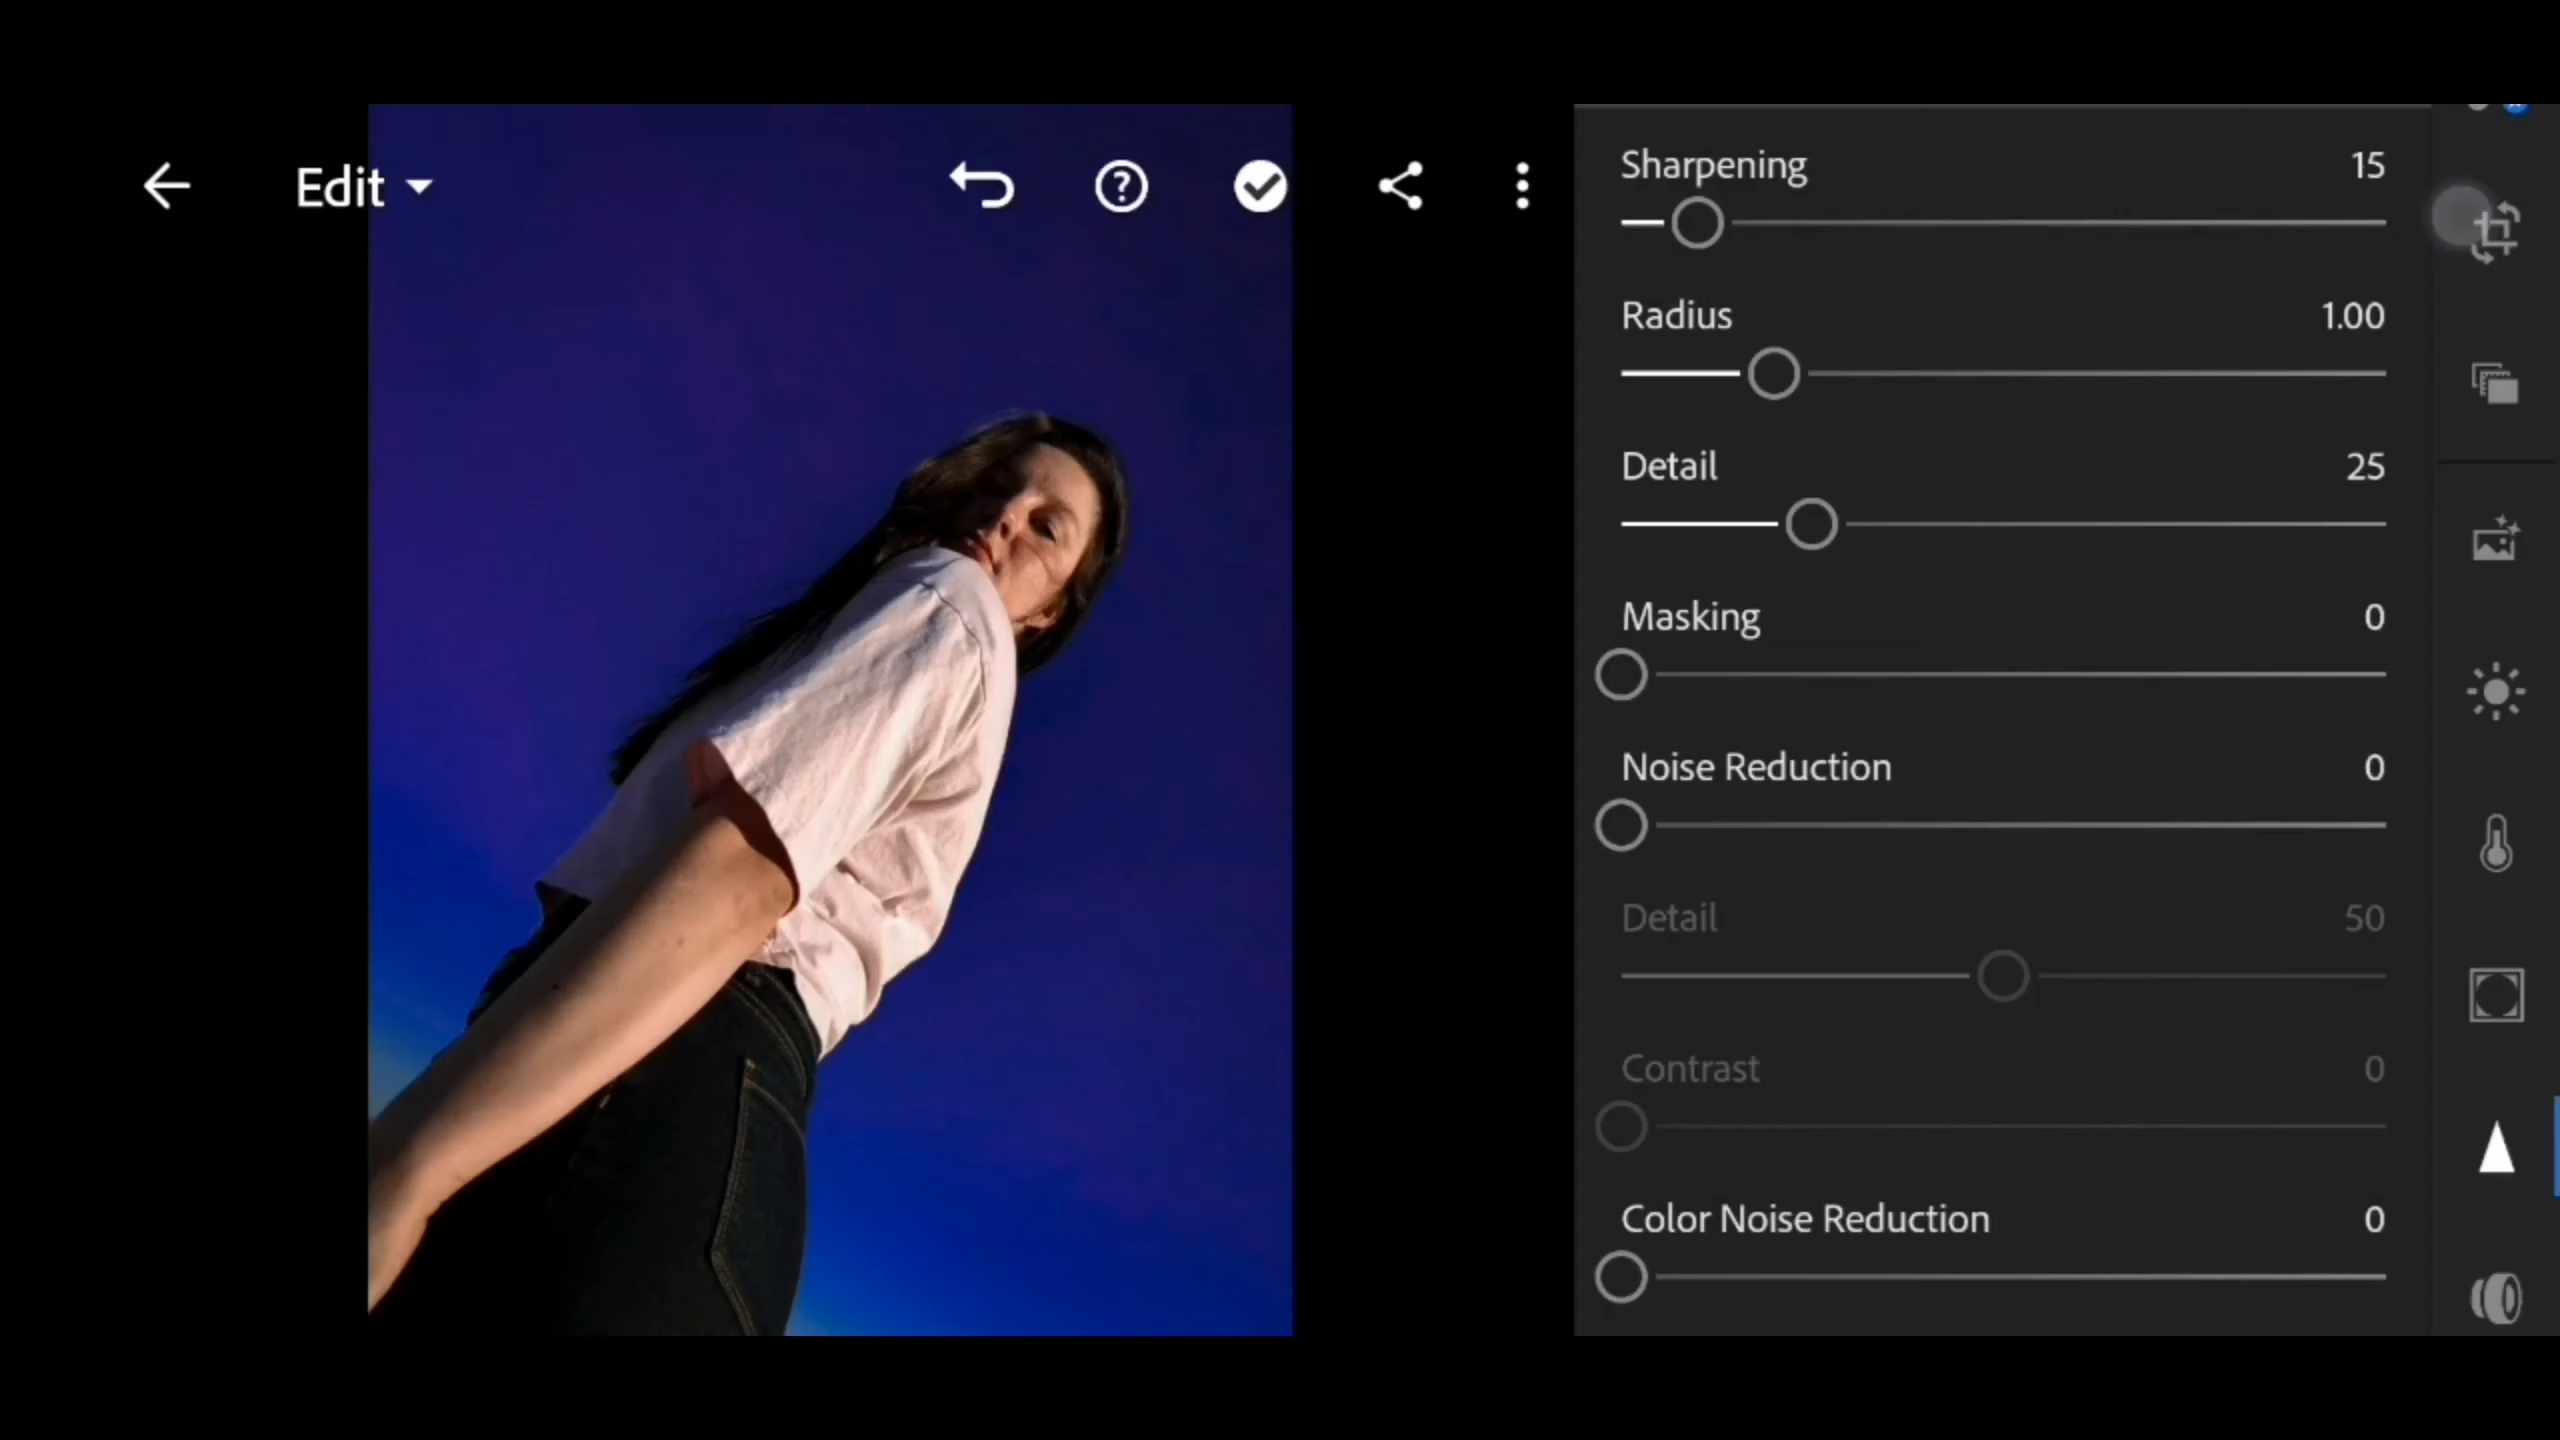 Edit
Sharpening 15
Radius 1.00
Detail 25
Masking 0
Noise Reduction 0
Detail 50
Contrast 0
Color Noise Reduction 0